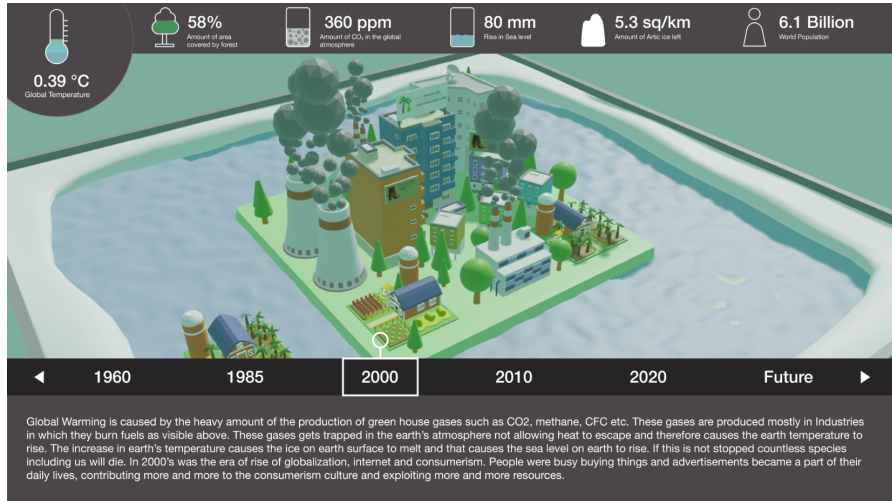 58%
Amount of area
covered by forest
360 ppm
Amount of CO₂ in the global
atmosphere
80 mm
Rise in Sea level
5.3 sq/km
Amount of Artic ice left
6.1 Billion
World Population
0.39 °C
Global Temperature
1960
1985
2000
2010
2020
Future
Global Warming is caused by the heavy amount of the production of green house gases such as CO2, methane, CFC etc. These gases are produced mostly in Industries
in which they burn fuels as visible above. These gases gets trapped in the earth's atmosphere not allowing heat to escape and therefore causes the earth temperature to
rise. The increase in earth's temperature causes the ice on earth surface to melt and that causes the sea level on earth to rise. If this is not stopped countless species
including us will die. In 2000's was the era of rise of globalization, internet and consumerism. People were busy buying things and advertisements became a part of their
daily lives, contributing more and more to the consumerism culture and exploiting more and more resources.